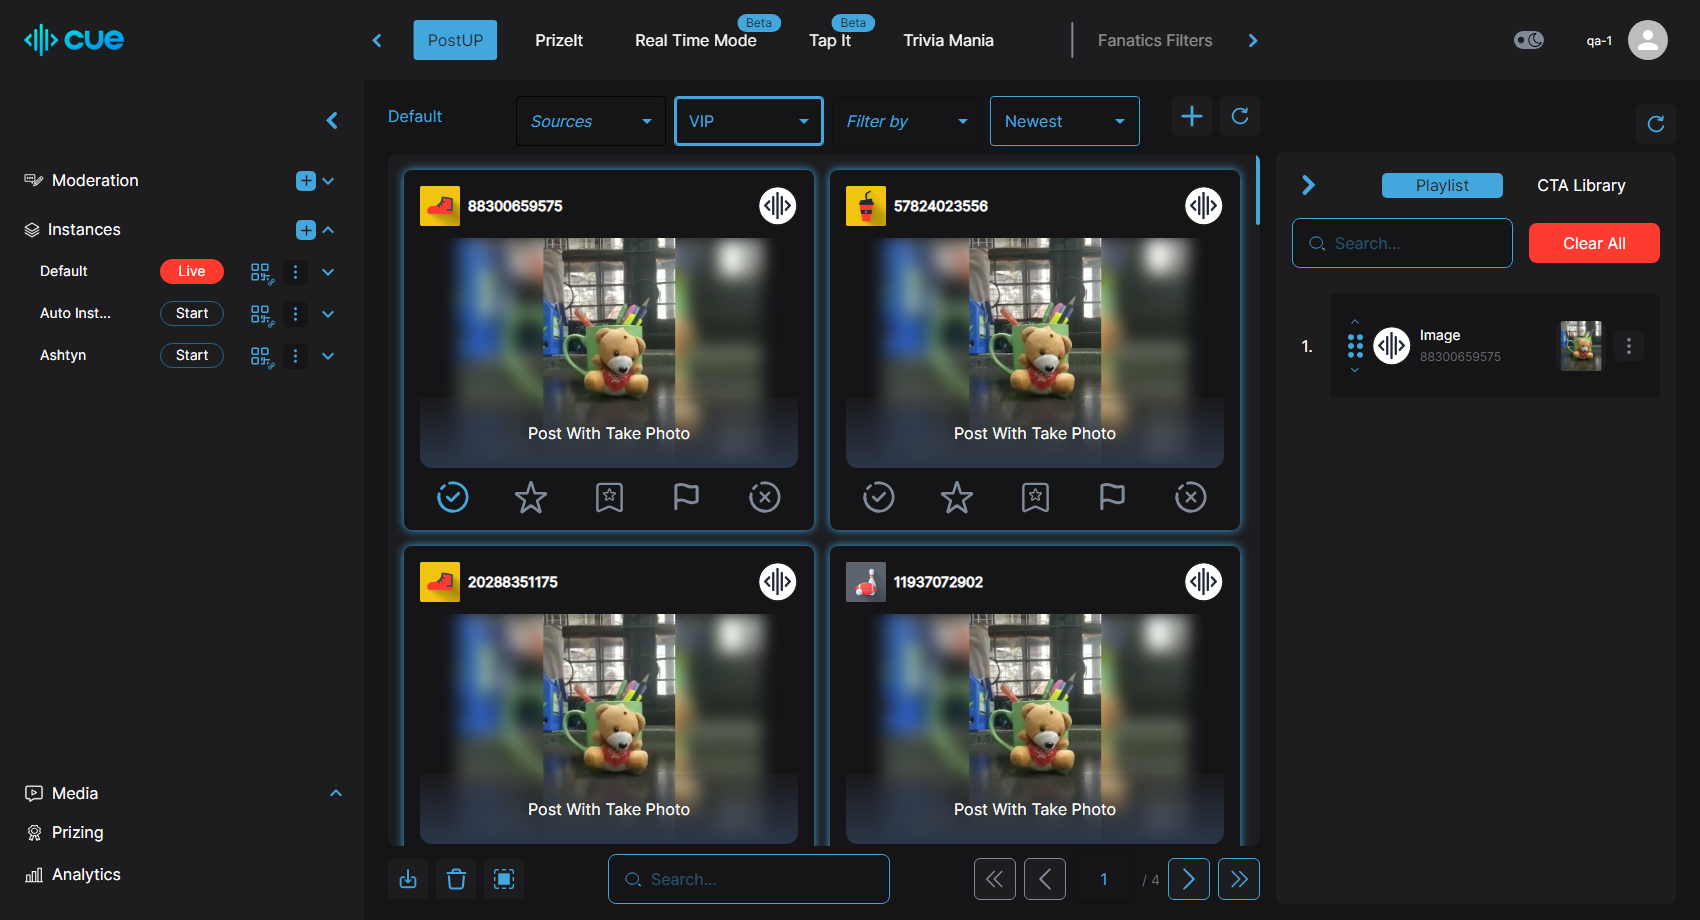 cue
PostUP
PrizeIt
Real Time Mode
Beta
Tap It
Beta
Trivia Mania
Fanatics Filters
qa-1
Default
Sources
VIP
Filter by
Newest
Moderation
Instances
Default
Live
Auto Inst...
Start
Ashtyn
Start
Media
Prizing
Analytics
88300659575
Post With Take Photo
57824023556
Post With Take Photo
20288351175
Post With Take Photo
11937072902
Post With Take Photo
Search...
1
/ 4
Playlist
CTA Library
Search...
Clear All
1.
Image
88300659575